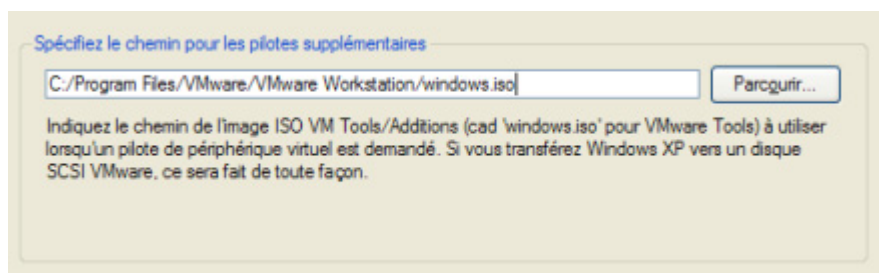 Spécifiez le chemin pour les pilotes supplémentaires
C:/Program Files/VMware/VMware Workstation/windows.iso
Parcourir...
Indiquez le chemin de l'image ISO VM Tools/Additions (cad 'windows.iso' pour VMware Tools) à utiliser
lorsqu'un pilote de périphérique virtuel est demandé. Si vous transférez Windows XP vers un disque
SCSI VMware, ce sera fait de toute façon.